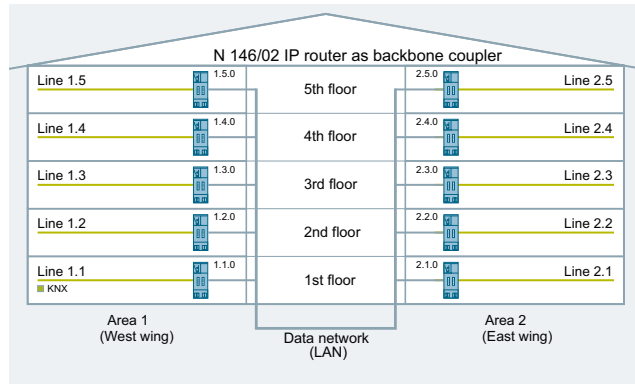 N 146/02 IP router as backbone coupler
Line 1.5 1.5.0 5th floor 2.5.0 Line 2.5
Line 1.4 1.4.0 4th floor 2.4.0 Line 2.4
Line 1.3 1.3.0 3rd floor 2.3.0 Line 2.3
Line 1.2 1.2.0 2nd floor 2.2.0 Line 2.2
Line 1.1 1.1.0 1st floor 2.1.0 Line 2.1
KNX
Area 1
(West wing)
Data network
(LAN)
Area 2
(East wing)